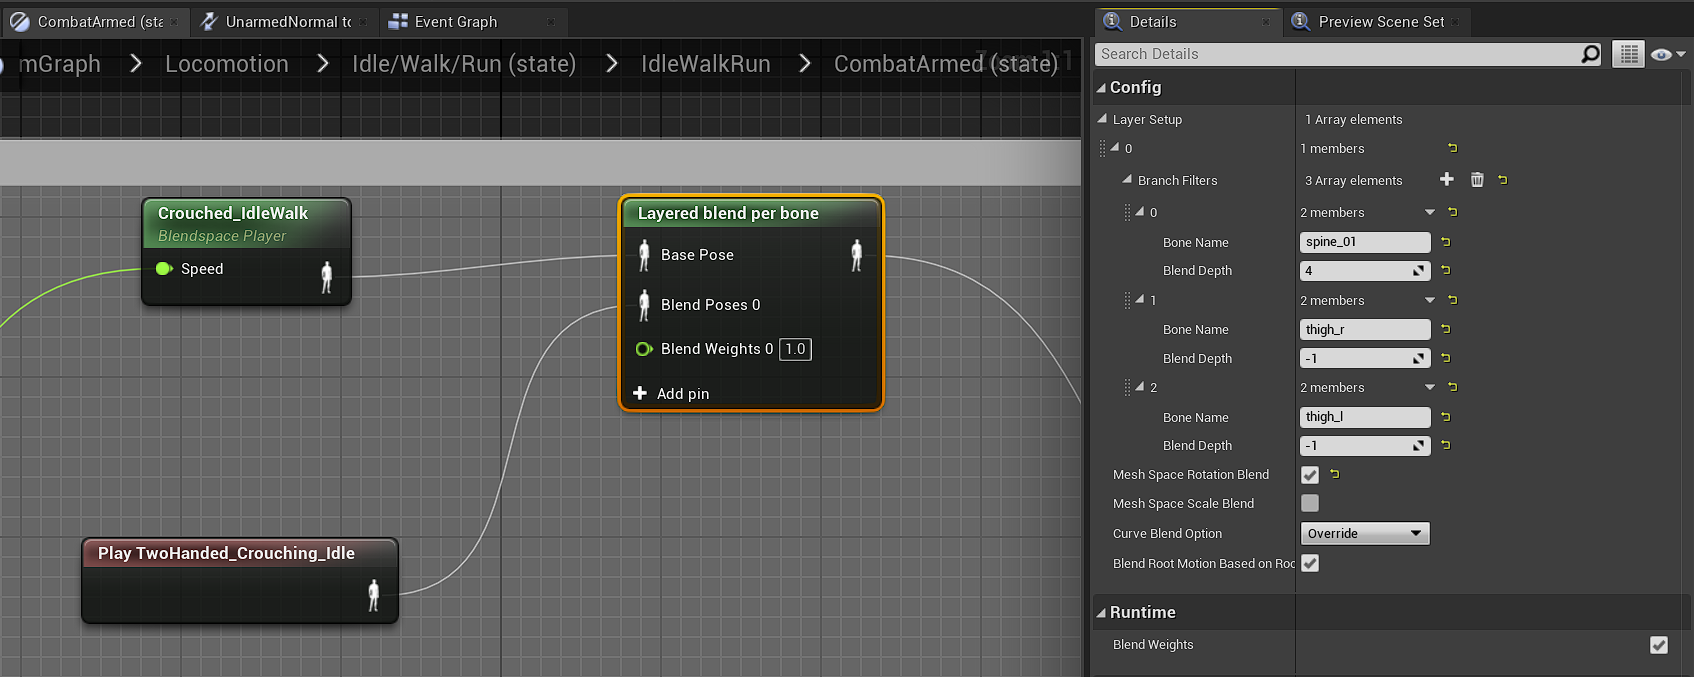 CombatArmed (sta
UnarmedNormal to
Event Graph
Details
Preview Scene Set
mGraph > Locomotion > Idle/Walk/Run (state) > IdleWalkRun > CombatArmed (state)
Search Details
Config
Layer Setup 1 Array elements
0 1 members
Branch Filters 3 Array elements
0 2 members
Bone Name spine_01
Blend Depth 4
1 2 members
Bone Name thigh_r
Blend Depth -1
2 2 members
Bone Name thigh_l
Blend Depth -1
Mesh Space Rotation Blend
Mesh Space Scale Blend
Curve Blend Option Override
Blend Root Motion Based on Roo
Runtime
Blend Weights
Crouched_IdleWalk
Blendspace Player
Speed
Layered blend per bone
Base Pose
Blend Poses 0
Blend Weights 0 1.0
Add pin
Play TwoHanded_Crouching_Idle